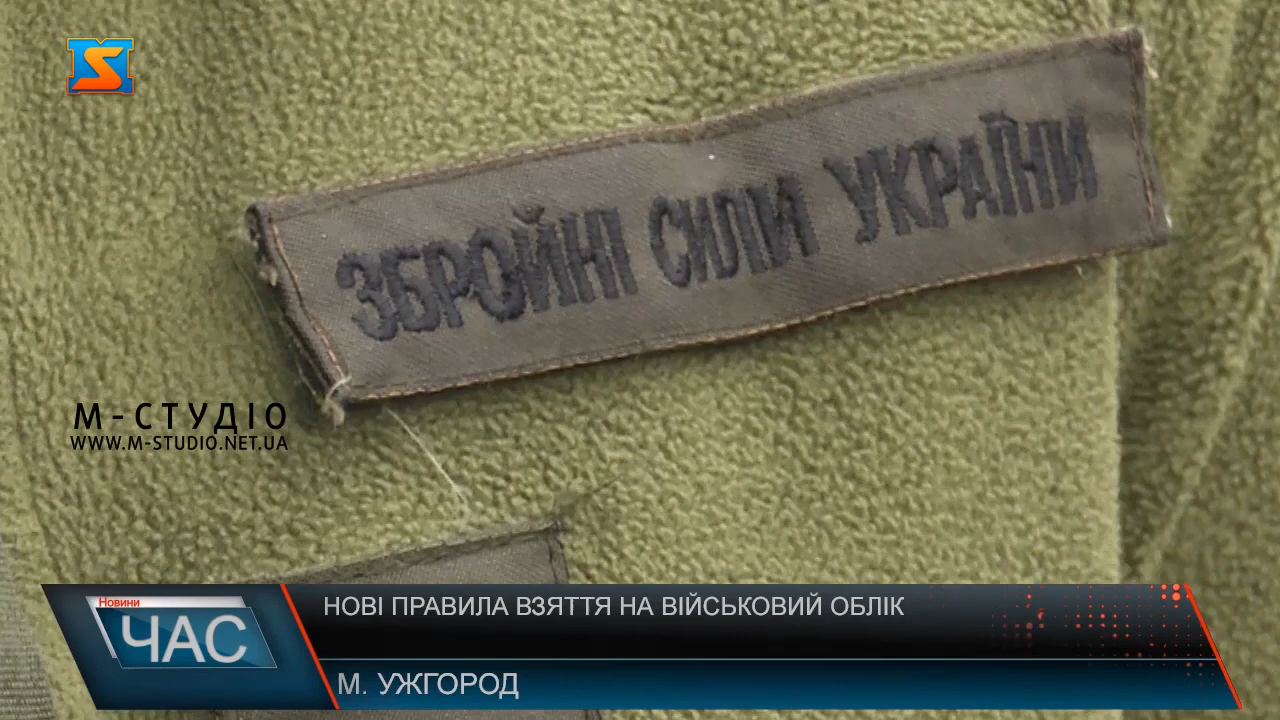 ЗБРОЙНІ СИЛИ УКРАЇНИ
М-СТУДІО
WWW.M-STUDIO.NET.UA
Новини
ЧАС
НОВІ ПРАВИЛА ВЗЯТТЯ НА ВІЙСЬКОВИЙ ОБЛІК
М. УЖГОРОД